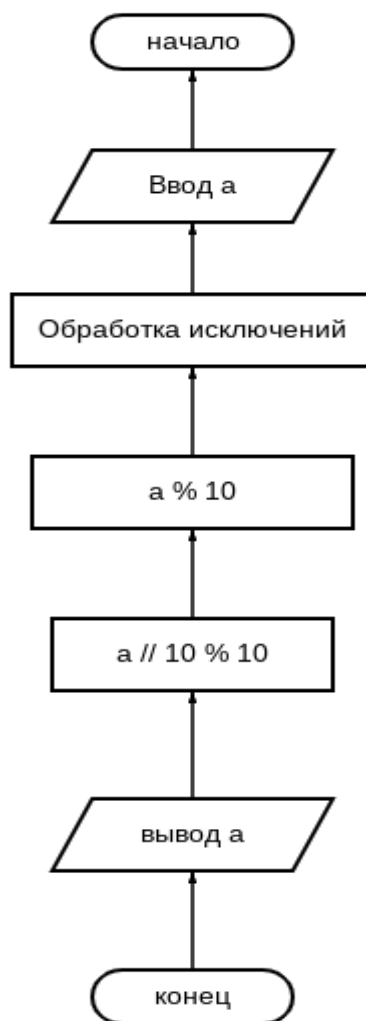 начало
Ввод a
Обработка исключений
a % 10
a // 10 % 10
вывод a
конец